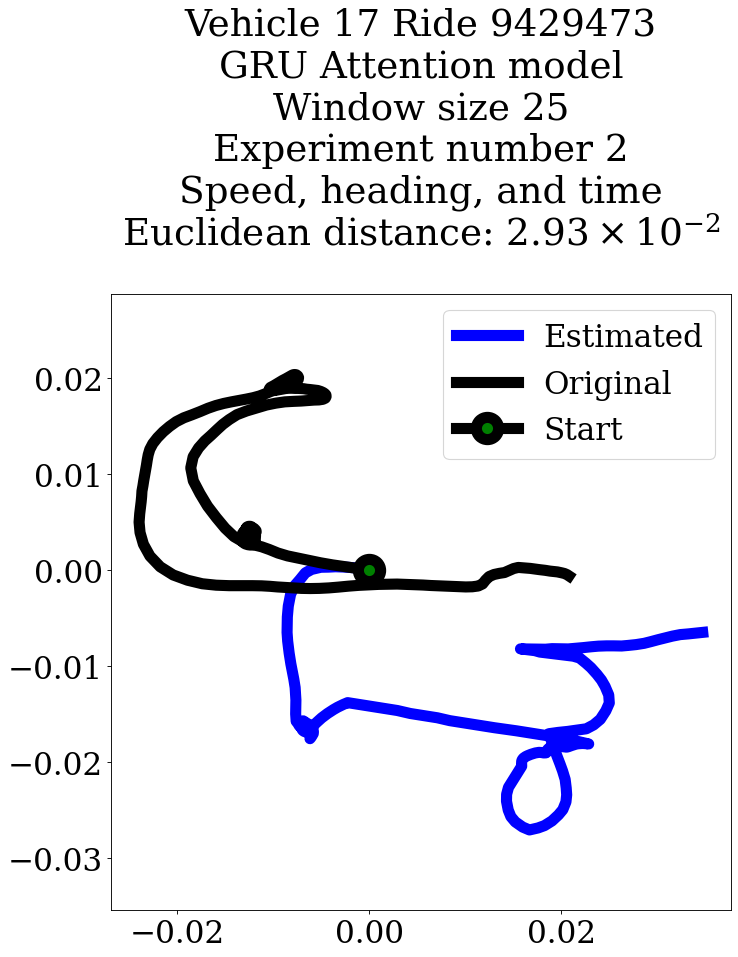 Vehicle 17 Ride 9429473
GRU Attention model
Window size 25
Experiment number 2
Speed, heading, and time
Euclidean distance: 2.93 × 10⁻²
Estimated
Original
Start
0.02
0.01
0.00
−0.01
−0.02
−0.03
−0.02 0.00 0.02